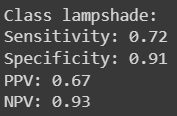 Class lampshade:
Sensitivity: 0.72
Specificity: 0.91
PPV: 0.67
NPV: 0.93